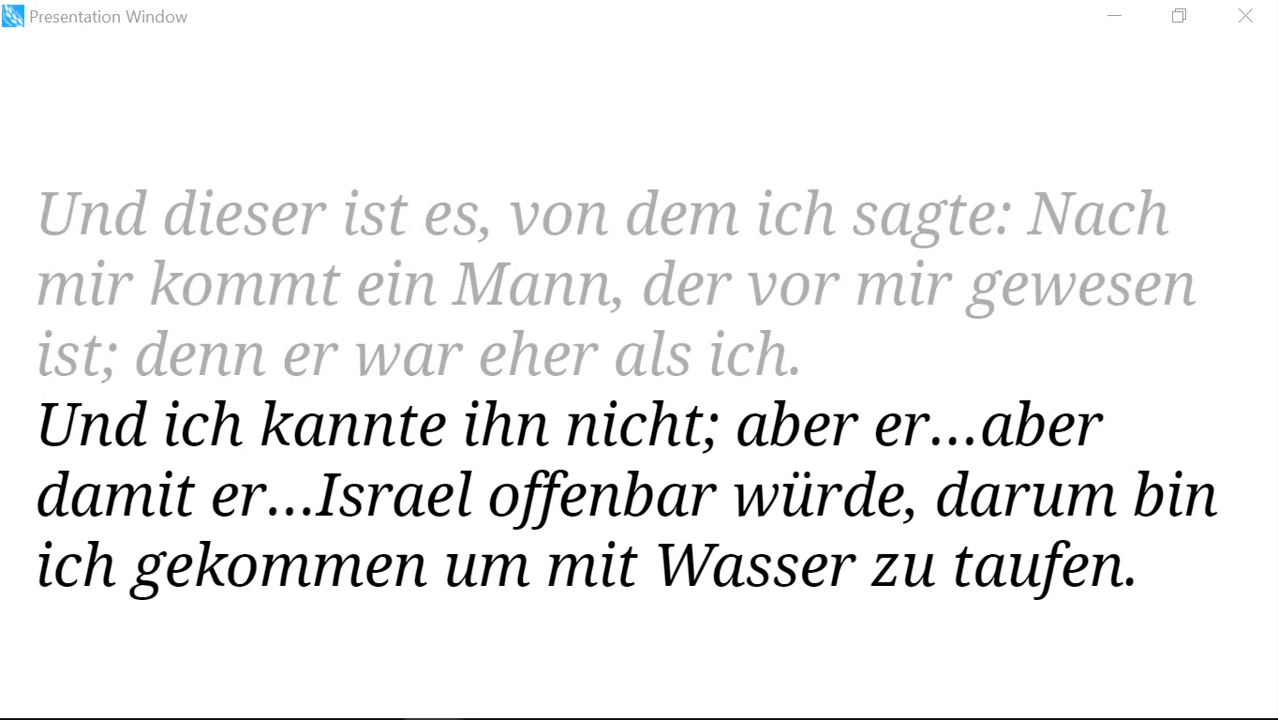 Presentation Window
Und dieser ist es, von dem ich sagte: Nach
mir kommt ein Mann, der vor mir gewesen
ist; denn er war eher als ich.
Und ich kannte ihn nicht; aber er...aber
damit er...Israel offenbar würde, darum bin
ich gekommen um mit Wasser zu taufen.